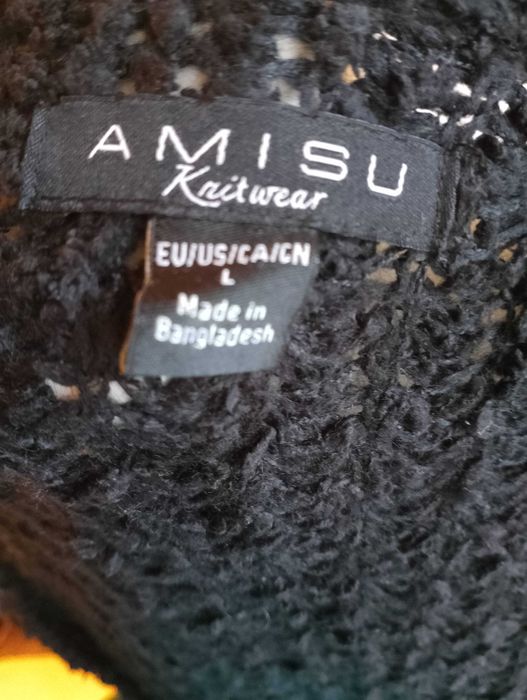 AMISU
Knitwear
EU/US/CA/CN
L
Made in
Bangladesh